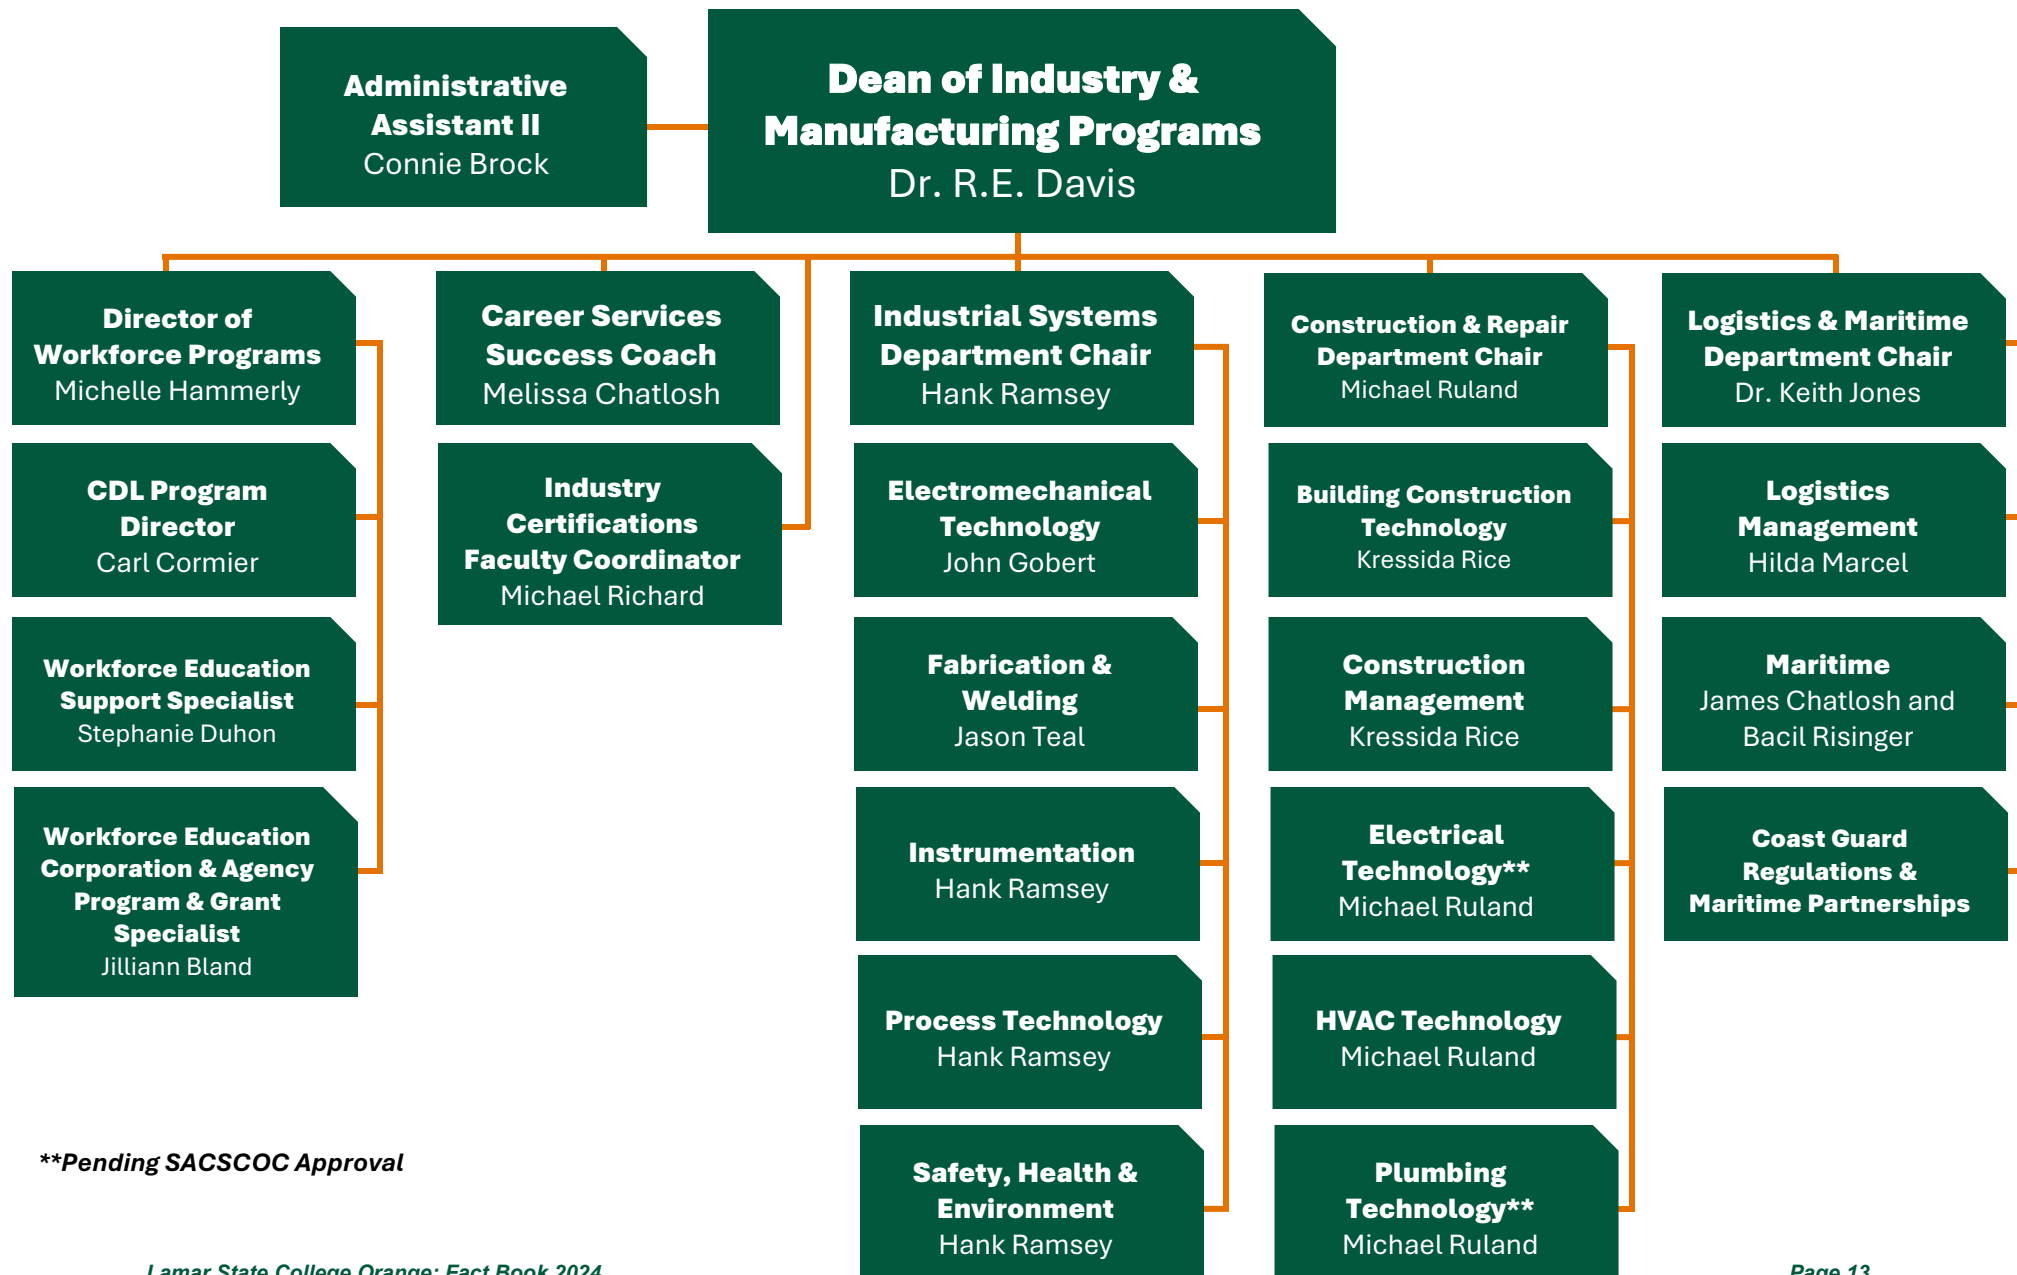 Administrative
Assistant II
Connie Brock
Dean of Industry &
Manufacturing Programs
Dr. R.E. Davis
Director of
Workforce Programs
Michelle Hammerly
CDL Program
Director
Carl Cormier
Workforce Education
Support Specialist
Stephanie Duhon
Workforce Education
Corporation & Agency
Program & Grant
Specialist
Jilliann Bland
Career Services
Success Coach
Melissa Chatlosh
Industry
Certifications
Faculty Coordinator
Michael Richard
Industrial Systems
Department Chair
Hank Ramsey
Electromechanical
Technology
John Gobert
Fabrication &
Welding
Jason Teal
Instrumentation
Hank Ramsey
Process Technology
Hank Ramsey
Safety, Health &
Environment
Hank Ramsey
Construction & Repair
Department Chair
Michael Ruland
Building Construction
Technology
Kressida Rice
Construction
Management
Kressida Rice
Electrical
Technology**
Michael Ruland
HVAC Technology
Michael Ruland
Plumbing
Technology**
Michael Ruland
Logistics & Maritime
Department Chair
Dr. Keith Jones
Logistics
Management
Hilda Marcel
Maritime
James Chatlosh and
Bacil Risinger
Coast Guard
Regulations &
Maritime Partnerships
**Pending SACSCOC Approval
Lamar State College Orange: Fact Book 2024
Page 13